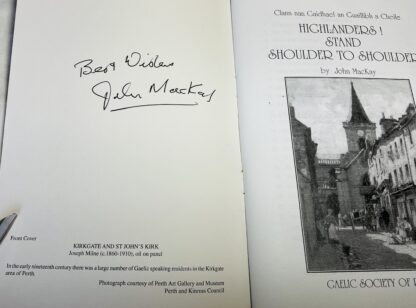 Best Wishes
John MacKay
Front Cover
KIRKGATE AND ST JOHN'S KIRK
Joseph Milne (c.1860-1910), oil on panel
In the early nineteenth century there was a large number of Gaelic speaking residents in the Kirkgate
area of Perth.
Photograph courtesy of Perth Art Gallery and Museum
Perth and Kinross Council
Clann nan Gaidheal an Guaillibh a Cheile
HIGHLANDERS!
STAND
SHOULDER TO SHOULDER
by John MacKay
GAELIC SOCIETY OF